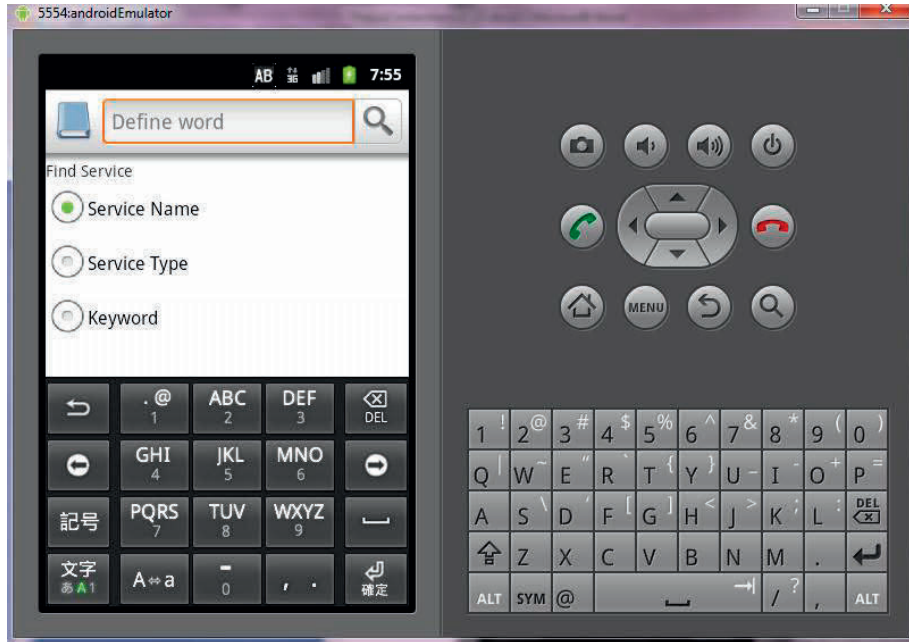 5554:androidEmulator
AB 3G 7:55
Define word
Find Service
Service Name
Service Type
Keyword
. @ ABC DEF DEL
1 2 3
GHI JKL MNO
4 5 6
記号 PQRS TUV WXYZ
7 8 9
文字 A⇔a - , . 確定
あA1 0
MENU
1 ! 2 @ 3 # 4 $ 5 % 6 ^ 7 & 8 * 9 ( 0 )
Q | W ~ E " R ` T { Y } U - I - O + P =
A S \ D ' F [ G ] H < J > K ; L : DEL
Z X C V B N M .
ALT SYM @ / ? , ALT